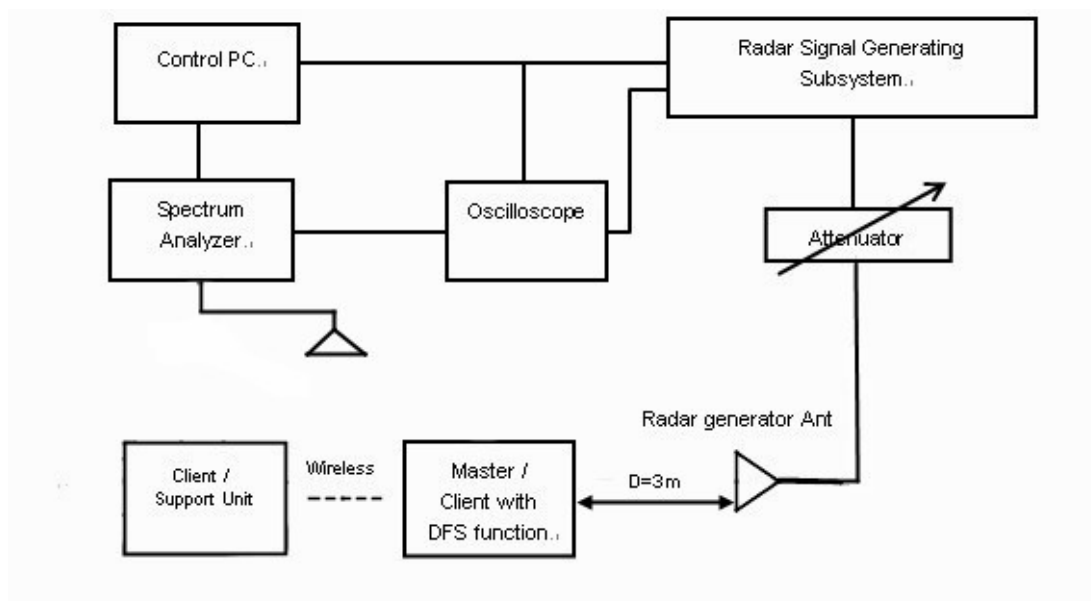 Control PC
Radar Signal Generating
Subsystem
Spectrum
Analyzer
Oscilloscope
Attenuator
Radar generator Ant
Client /
Support Unit
Wireless
Master /
Client with
DFS function
D=3m